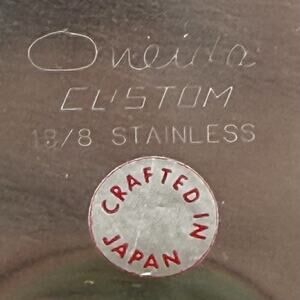 Oneida
CUSTOM
18/8 STAINLESS
CRAFTED IN
JAPAN